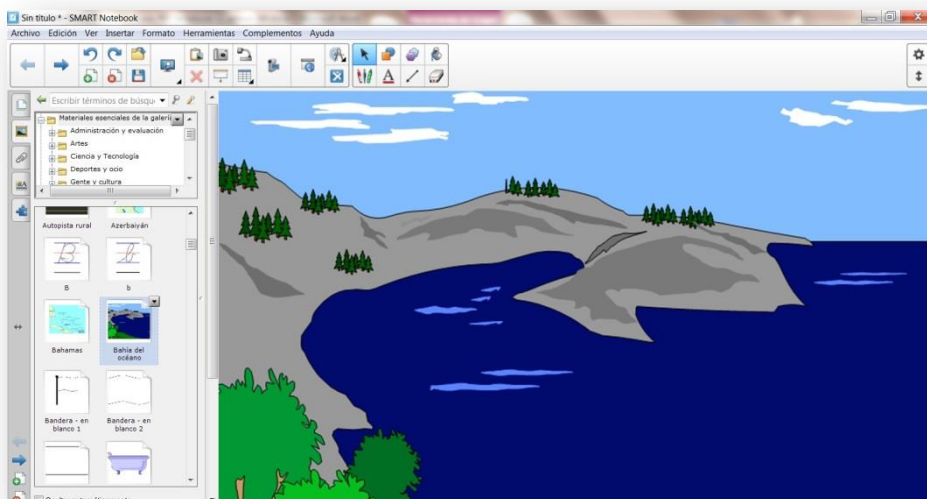 Sin título * - SMART Notebook
Archivo Edición Ver Insertar Formato Herramientas Complementos Ayuda
Escribir términos de búsqu
Materiales esenciales de la galerí
Administración y evaluación
Artes
Ciencia y Tecnología
Deportes y ocio
Gente y cultura
Autopista rural Azerbaiyán
B b
B b
Bahamas Bahía del
océano
Bandera - en Bandera - en
blanco 1 blanco 2